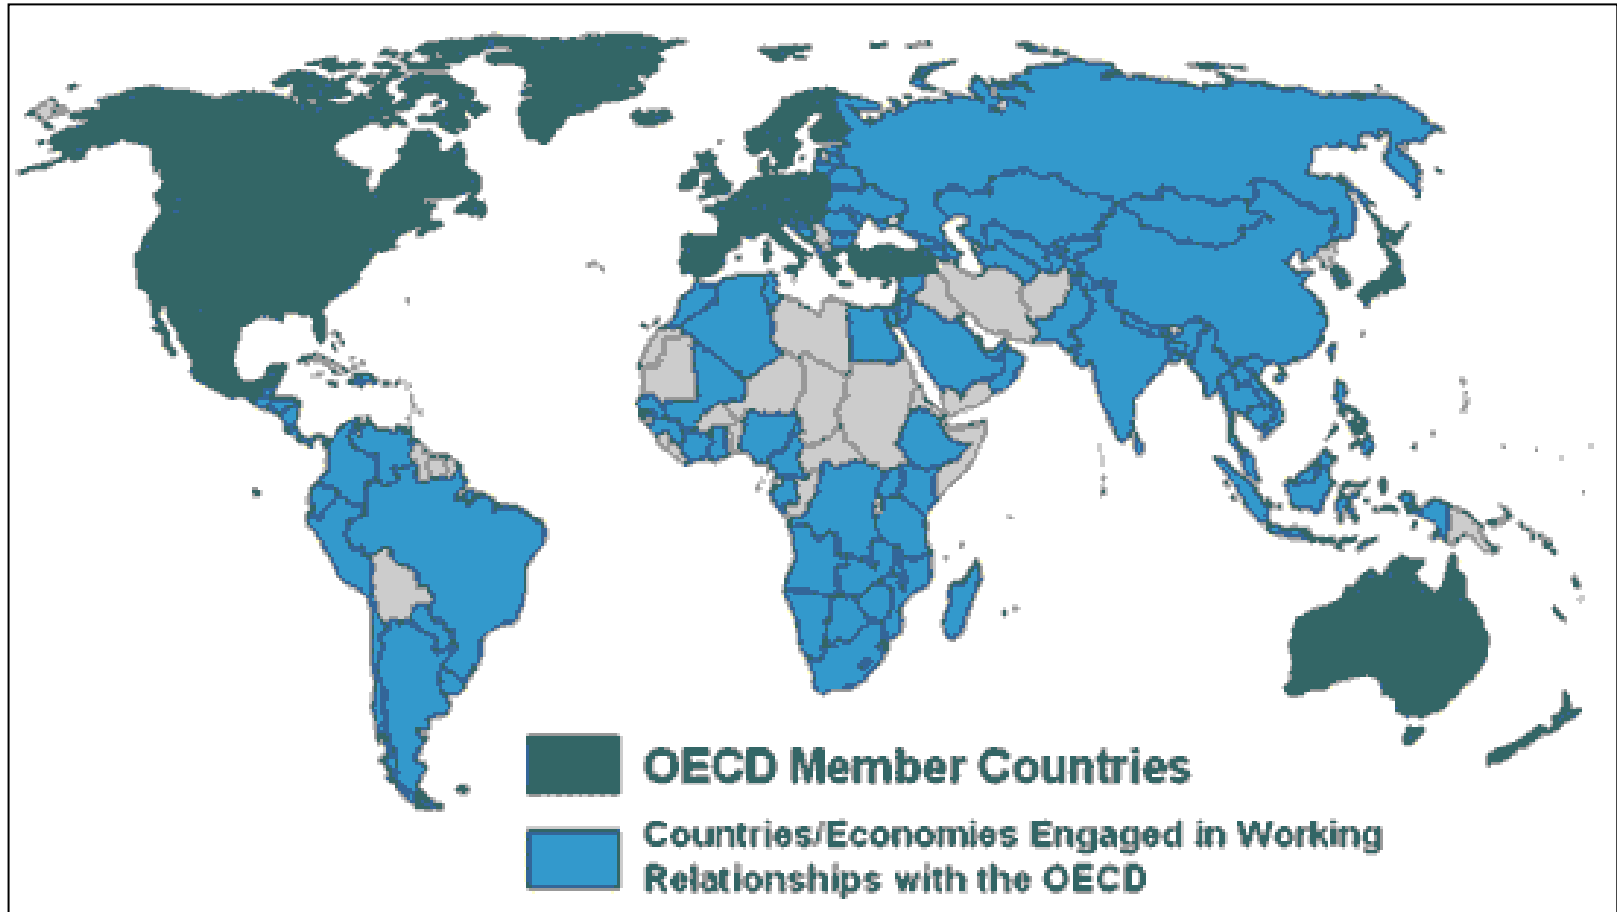 OECD Member Countries
Countries/Economies Engaged in Working
Relationships with the OECD